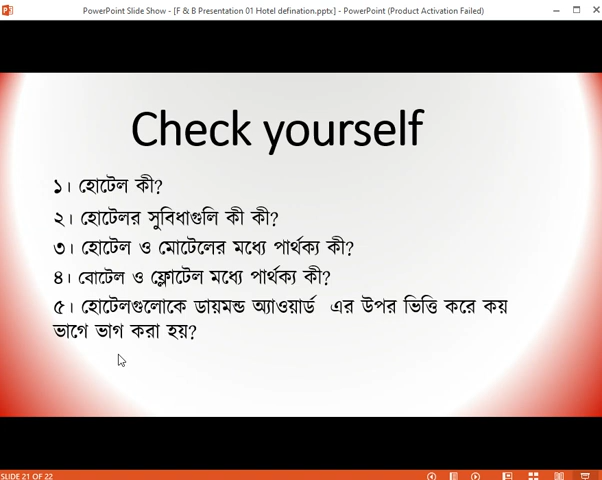 PowerPoint Slide Show - [F & B Presentation 01 Hotel defination.pptx] - PowerPoint (Product Activation Failed)
Check yourself
১। হোটেল কী?
২। হোটেলর সুবিধাগুলি কী কী?
৩। হোটেল ও মোটেলের মধ্যে পার্থক্য কী?
৪। বোটেল ও ফ্লোটেল মধ্যে পার্থক্য কী?
৫। হোটেলগুলোকে ডায়মন্ড অ্যাওয়ার্ড এর উপর ভিত্তি করে কয়
ভাগে ভাগ করা হয়?
SLIDE 21 OF 22